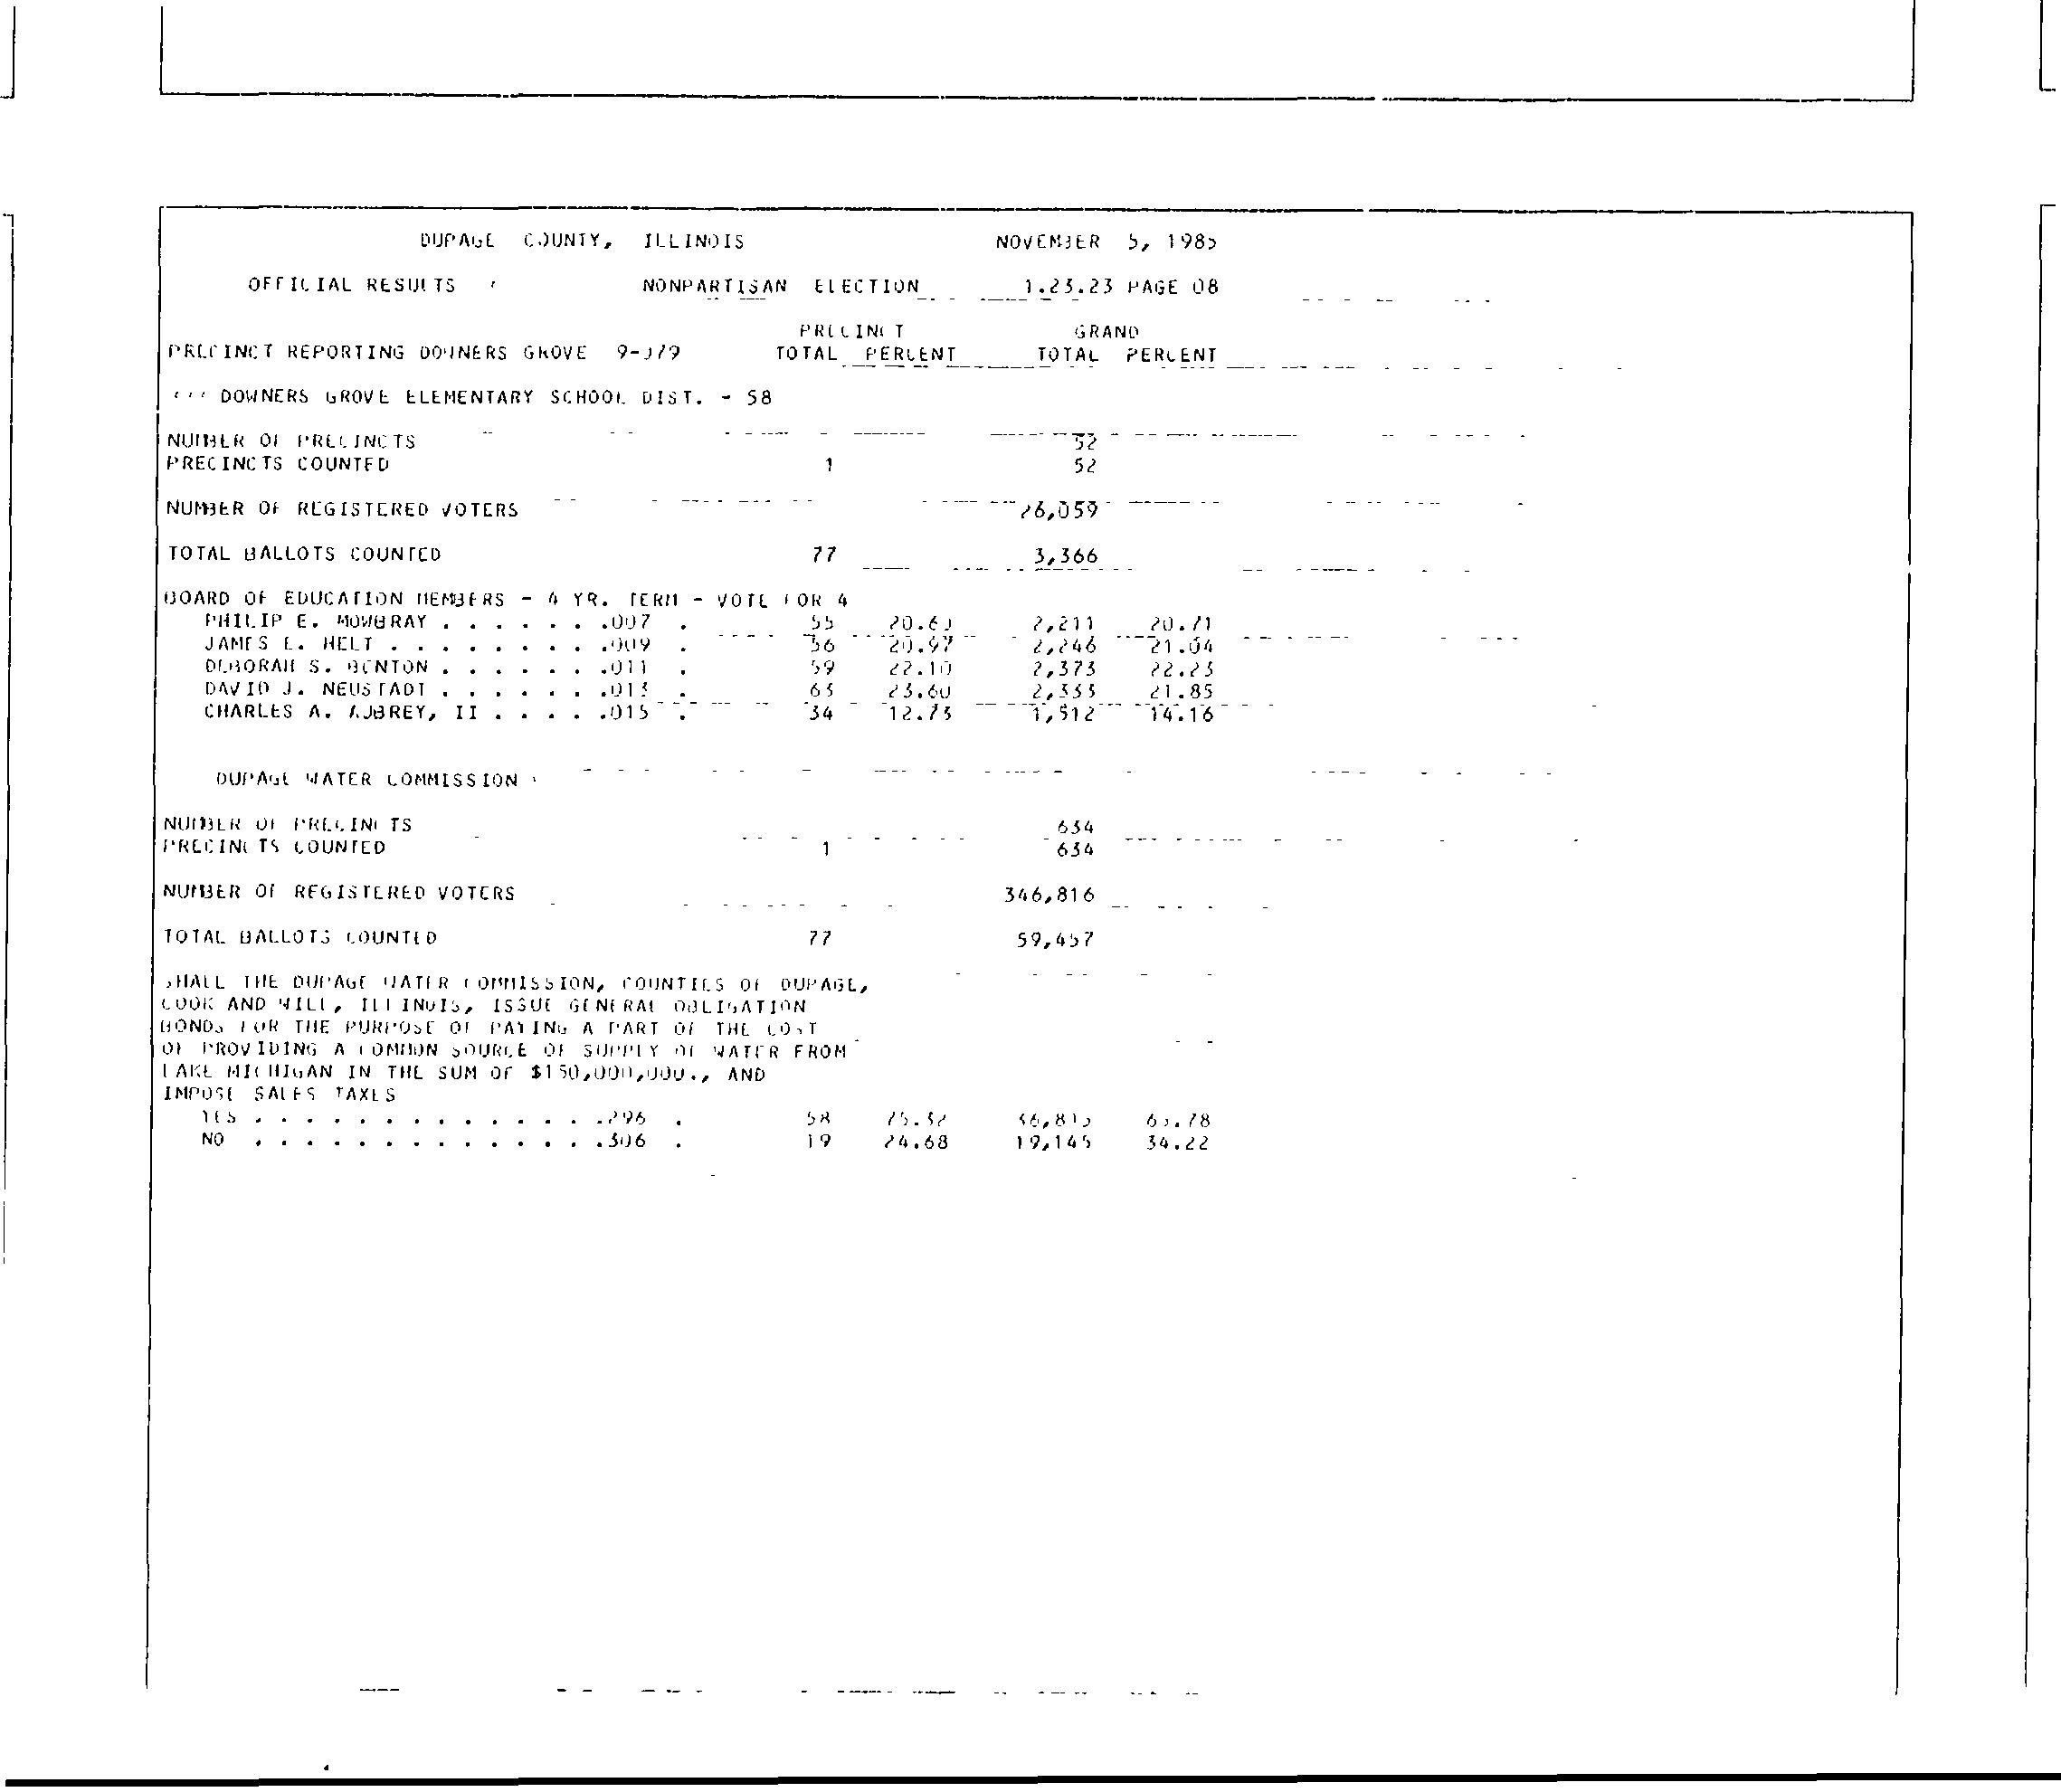 DUPAGE COUNTY, ILLINOIS NOVEMBER 5, 1985
OFFICIAL RESULTS NONPARTISAN ELECTION 1.23.23 PAGE 08
PRECINCT GRAND
PRECINCT REPORTING DOWNERS GROVE 9-079 TOTAL PERCENT TOTAL PERCENT
DOWNERS GROVE ELEMENTARY SCHOOL DIST. - 58
NUMBER OF PRECINCTS 52
PRECINCTS COUNTED 1 52
NUMBER OF REGISTERED VOTERS 26,059
TOTAL BALLOTS COUNTED 77 3,366
BOARD OF EDUCATION MEMBERS - 4 YR. TERM - VOTE FOR 4
PHILIP E. MOWBRAY . . . . . . .007 . 55 20.60 2,211 20.71
JAMES E. HELT . . . . . . . . .009 . 56 20.97 2,246 21.04
DEBORAH S. BENTON . . . . . . .011 . 59 22.10 2,373 22.23
DAVID J. NEUSTADT . . . . . . .013 . 63 23.60 2,333 21.85
CHARLES A. AUBREY, II . . . . .015 . 34 12.73 1,512 14.16
DUPAGE WATER COMMISSION
NUMBER OF PRECINCTS 634
PRECINCTS COUNTED 1 634
NUMBER OF REGISTERED VOTERS 346,816
TOTAL BALLOTS COUNTED 77 59,457
SHALL THE DUPAGE WATER COMMISSION, COUNTIES OF DUPAGE,
COOK AND WILL, ILLINOIS, ISSUE GENERAL OBLIGATION
BONDS FOR THE PURPOSE OF PAYING A PART OF THE COST
OF PROVIDING A COMMON SOURCE OF SUPPLY OF WATER FROM
LAKE MICHIGAN IN THE SUM OF $150,000,000., AND
IMPOSE SALES TAXES
YES . . . . . . . . . . . . . .296 . 58 75.32 36,815 65.78
NO . . . . . . . . . . . . . .306 . 19 24.68 19,145 34.22